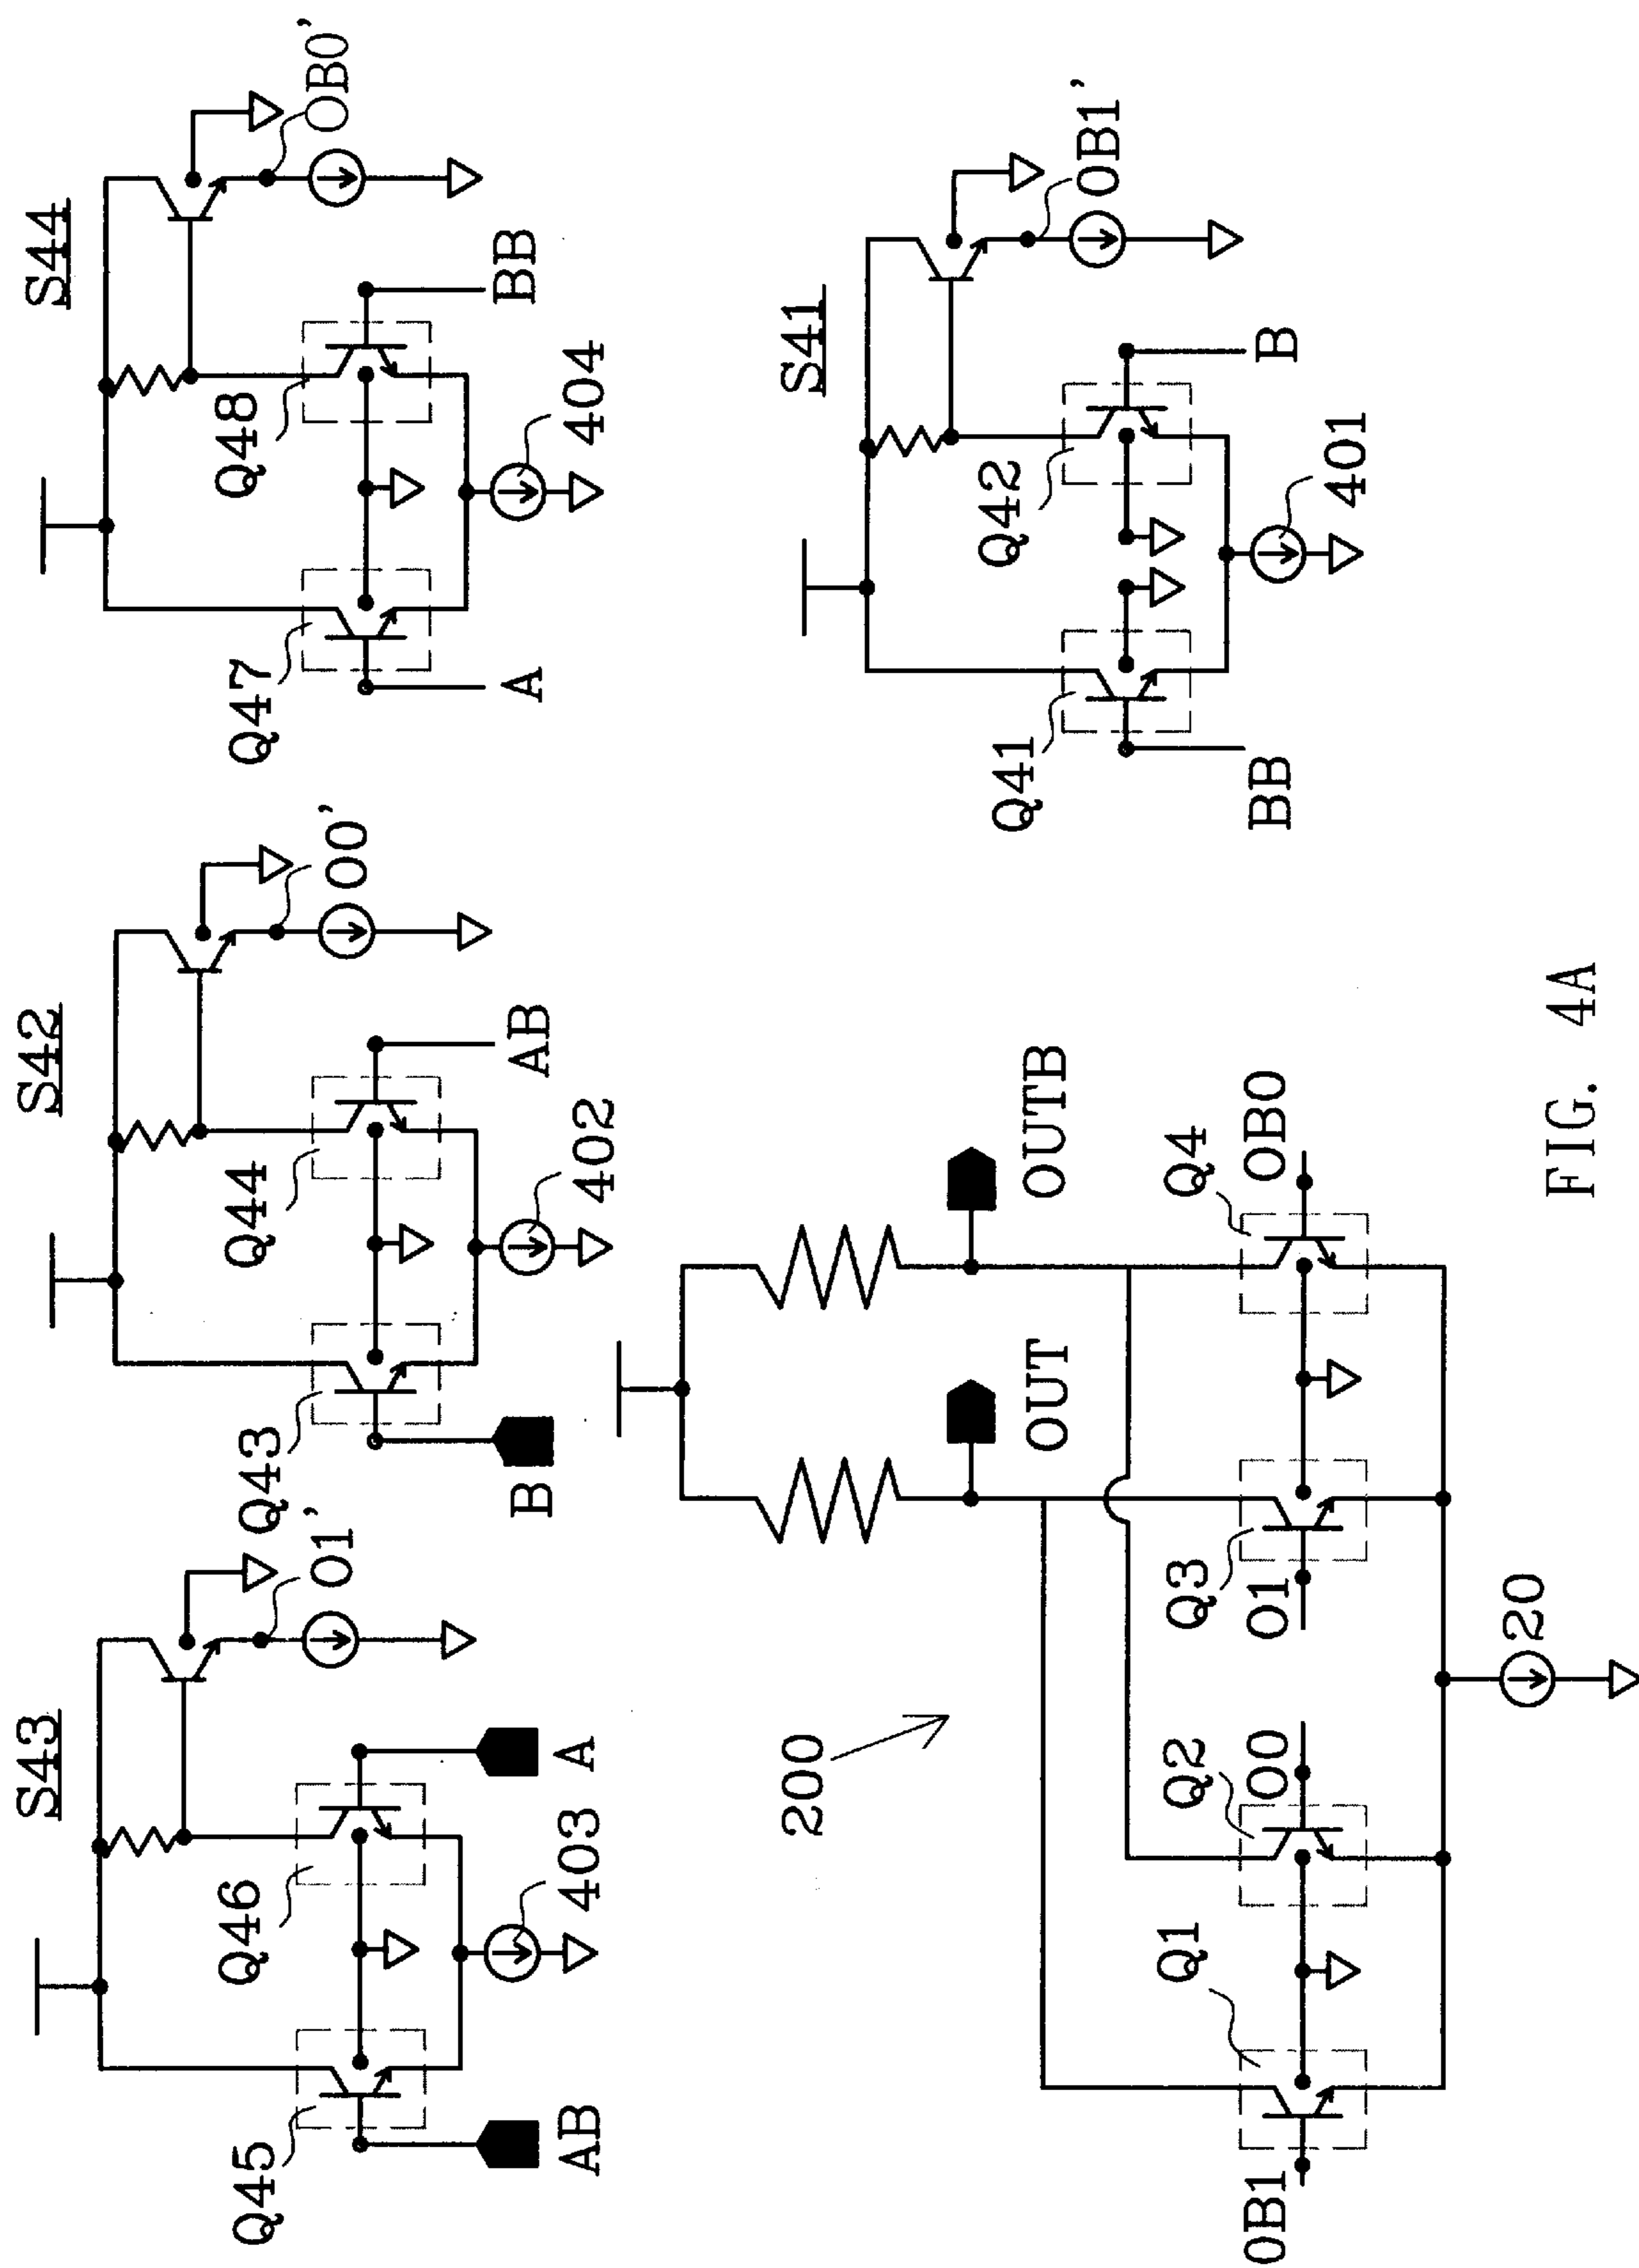 S43
Q45
Q46
AB
A
403
O1'
S42
Q43
Q44
B
AB
402
O0'
S44
Q47
Q48
A
BB
404
OB0'
S41
Q41
Q42
BB
B
401
OB1'
200
OUT
OUTB
Q1
Q2
Q3
Q4
OB1
O0
O1
OB0
20
FIG. 4A